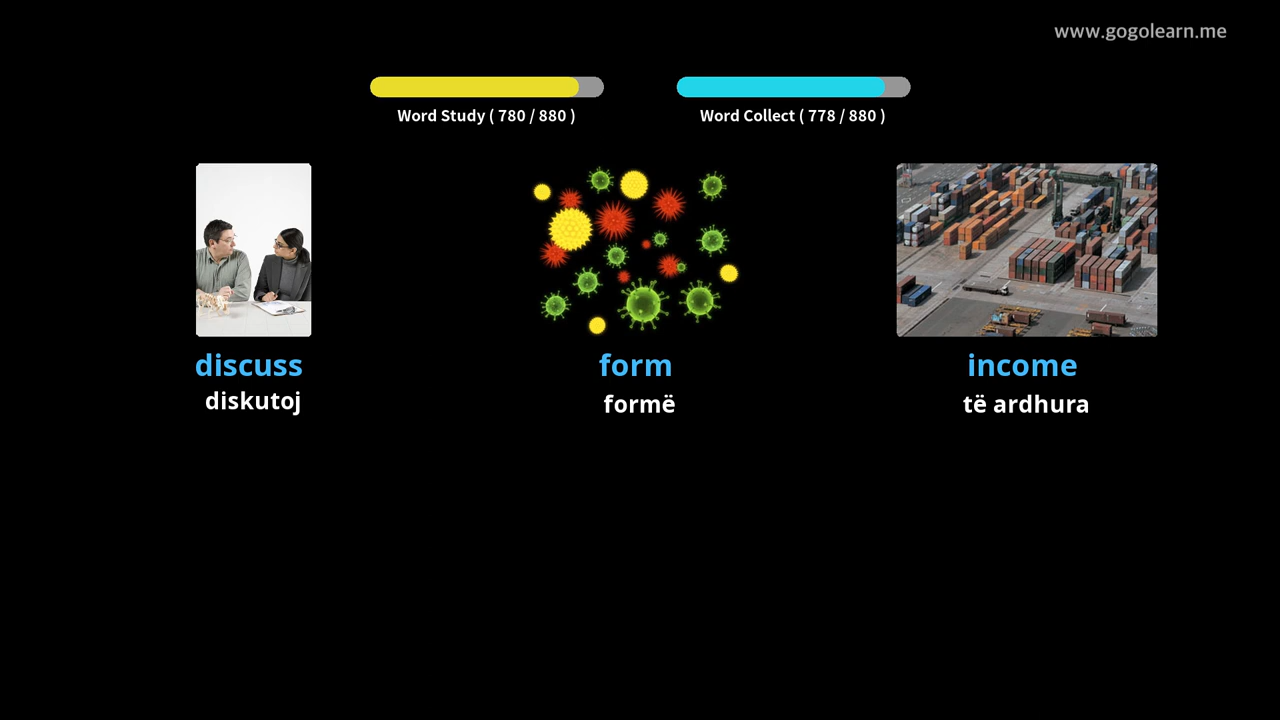 www.gogolearn.me
Word Study ( 780 / 880 )
Word Collect ( 778 / 880 )
discuss
diskutoj
form
formë
income
të ardhura